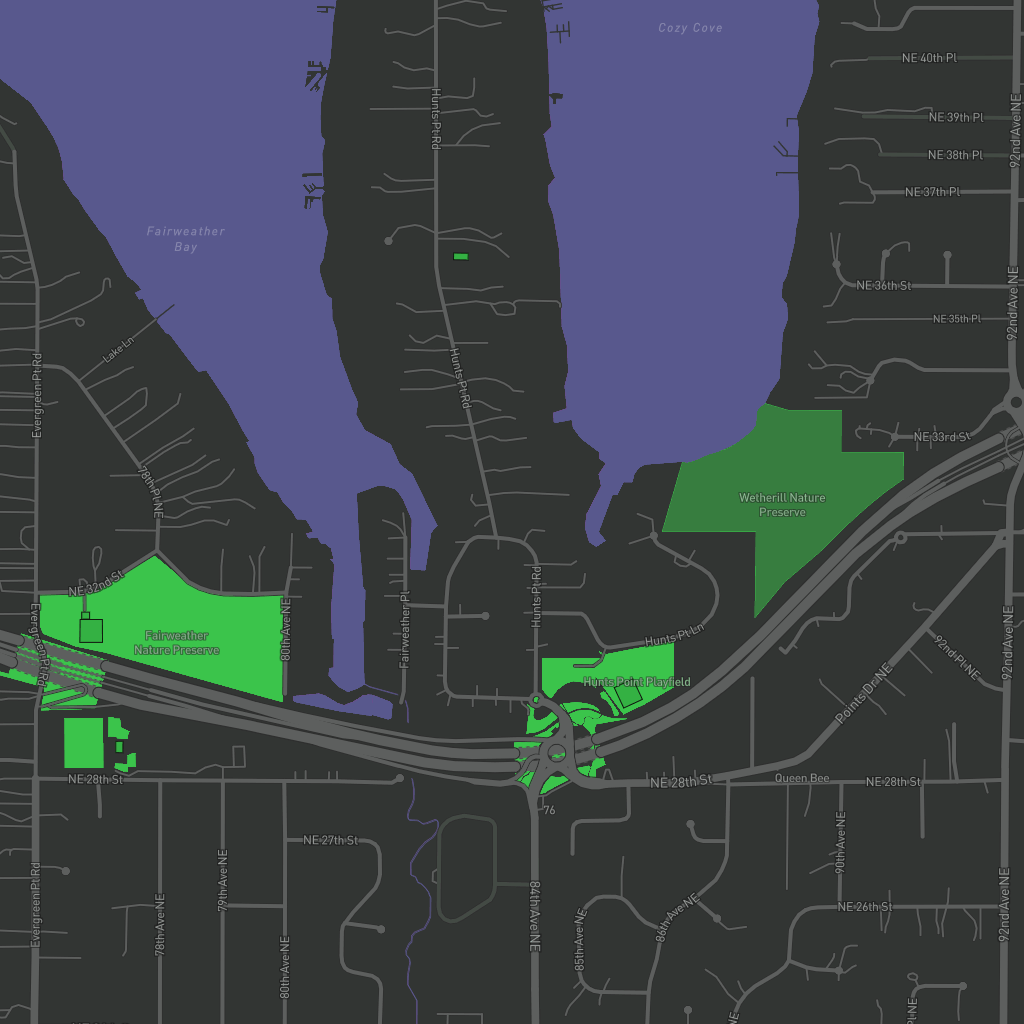 Cozy Cove
NE 40th Pl
Hunts Pt Rd
92nd Ave NE
NE 39th Pl
NE 38th Pl
NE 37th Pl
Fairweather
Bay
NE 36th St
92nd Ave NE
NE 35th Pl
Lake Ln
Evergreen Pt Rd
Hunts Pt Rd
NE 33rd St
78th Pl NE
Wetherill Nature
Preserve
NE 32nd St
Hunts Pt Rd
Evergreen Pt Rd
80th Ave NE
Fairweather Pl
Fairweather
Nature Preserve
Hunts Pt Ln
92nd Ave NE
92nd Pl NE
Hunts Point Playfield
Points Dr NE
NE 28th St
NE 28th St
Queen Bee
NE 28th St
76
NE 27th St
90th Ave NE
Evergreen Pt Rd
79th Ave NE
78th Ave NE
84th Ave NE
86th Ave NE
NE 26th St
92nd Ave NE
85th Ave NE
80th Ave NE